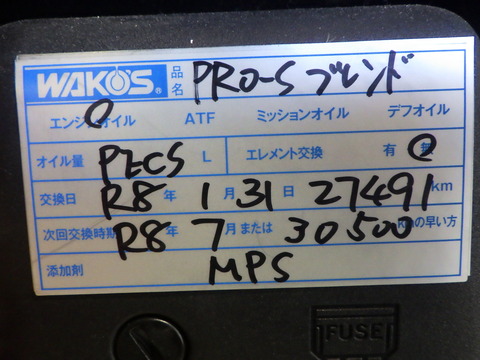 WAKO'S® 品名 PRO-S ブレンド
エンジンオイル ATF ミッションオイル デフオイル
オイル量 PECS L エレメント交換 有 無
交換日 R8 年 1 月 31 日 27491 km
次回交換時期 R8 年 7 月または 30500 kmの早い方
添加剤 MPS
FUSE